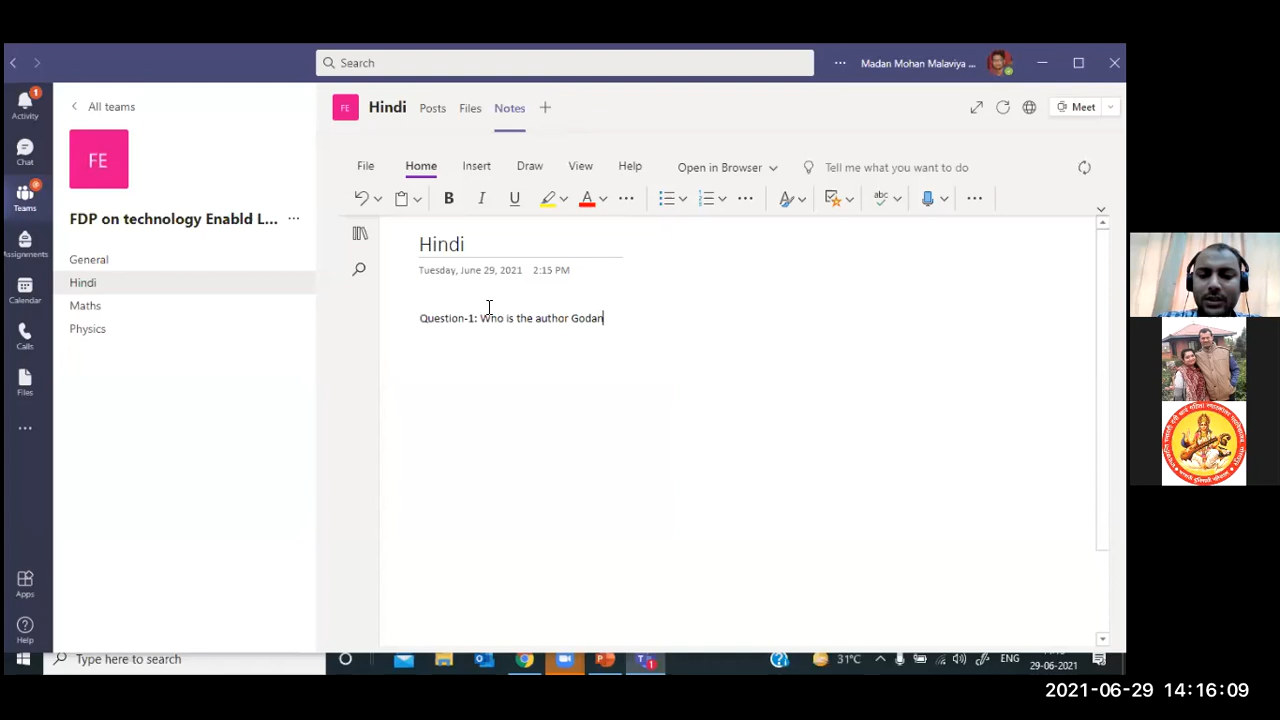 Search
Madan Mohan Malaviya ...
Activity
Chat
Teams
Assignments
Calendar
Calls
Files
Apps
Help
All teams
FE
FDP on technology Enabld L...
General
Hindi
Maths
Physics
FE
Hindi Posts Files Notes
Meet
File Home Insert Draw View Help Open in Browser Tell me what you want to do
B I U A abc
Hindi
Tuesday, June 29, 2021 2:15 PM
Question-1: Who is the author Godan
Type here to search
31°C
ENG
29-06-2021
2021-06-29 14:16:09